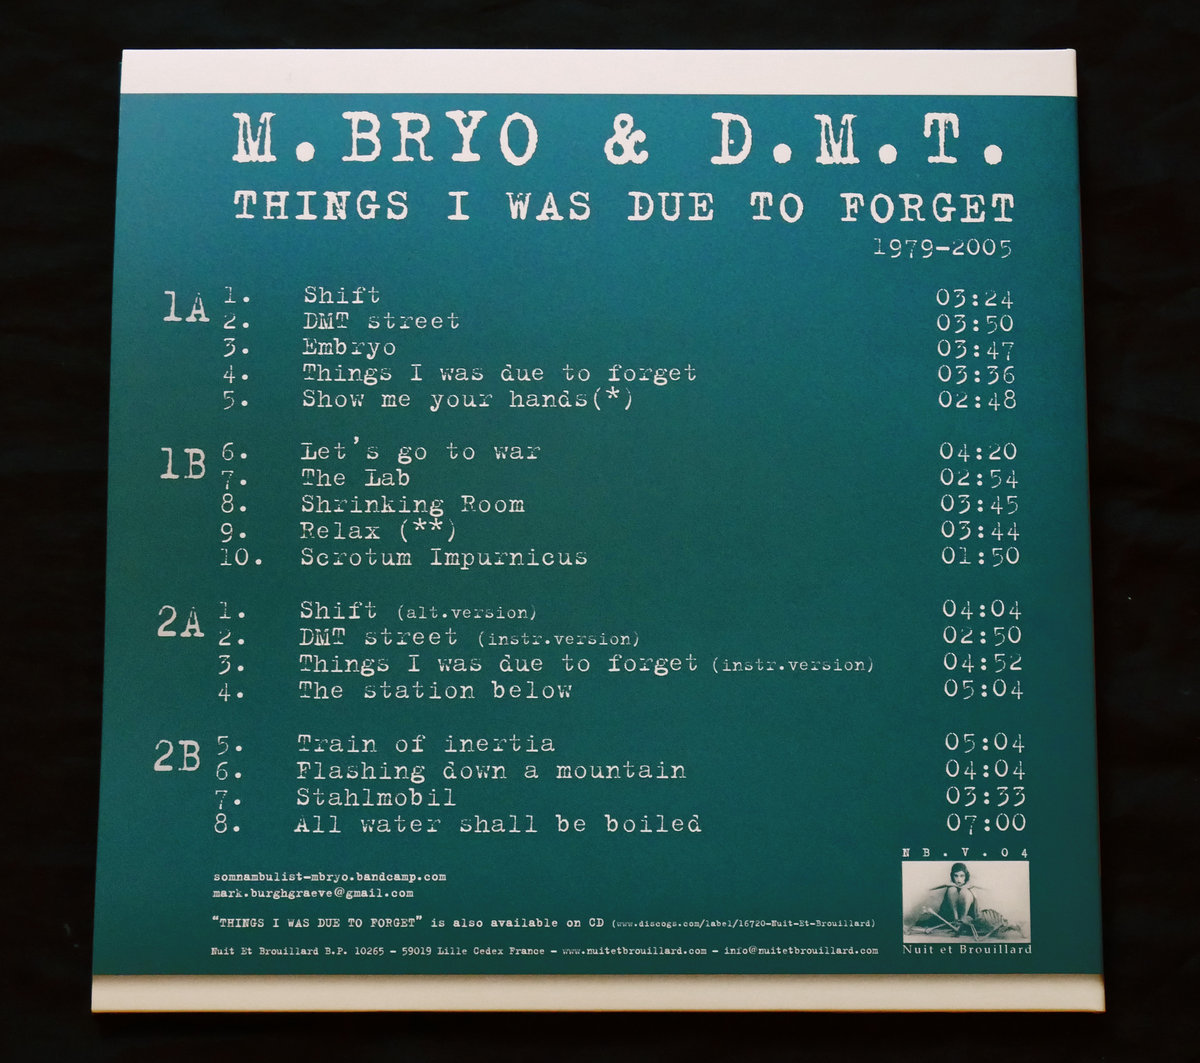 M.BRYO & D.M.T.
THINGS I WAS DUE TO FORGET
1979-2005
1A
1. Shift 03:24
2. DMT street 03:50
3. Embryo 03:47
4. Things I was due to forget 03:36
5. Show me your hands(*) 02:48
1B
6. Let's go to war 04:20
7. The Lab 02:54
8. Shrinking Room 03:45
9. Relax (**) 03:44
10. Scrotum Impurnicus 01:50
2A
1. Shift (alt.version) 04:04
2. DMT street (instr.version) 02:50
3. Things I was due to forget (instr.version) 04:52
4. The station below 05:04
2B
5. Train of inertia 05:04
6. Flashing down a mountain 04:04
7. Stahlmobil 03:33
8. All water shall be boiled 07:00
NB.V.04
somnambulist-mbryo.bandcamp.com
mark.burghgraeve@gmail.com
"THINGS I WAS DUE TO FORGET" is also available on CD (www.discogs.com/label/16720-Nuit-Et-Brouillard)
Nuit Et Brouillard B.P. 10265 - 59019 Lille Cedex France - www.nuitetbrouillard.com - info@nuitetbrouillard.com
Nuit et Brouillard